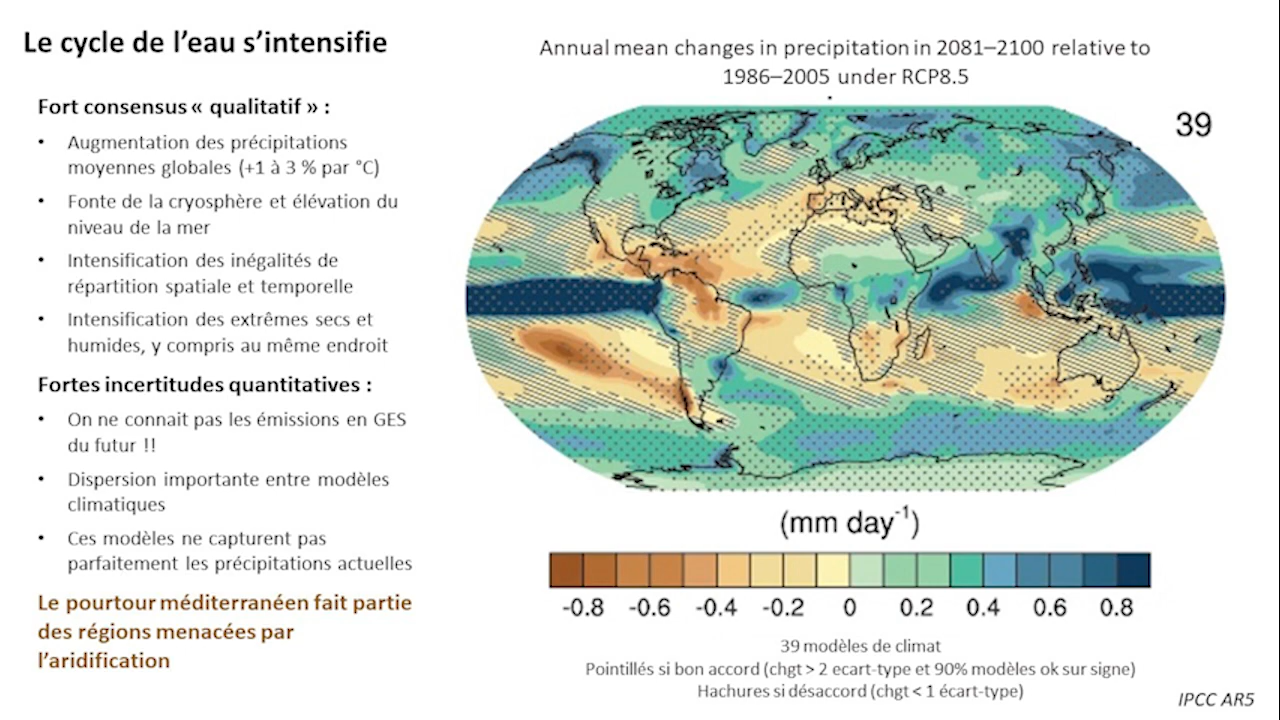 Le cycle de l’eau s’intensifie
Fort consensus « qualitatif » :
• Augmentation des précipitations
moyennes globales (+1 à 3 % par °C)
• Fonte de la cryosphère et élévation du
niveau de la mer
• Intensification des inégalités de
répartition spatiale et temporelle
• Intensification des extrêmes secs et
humides, y compris au même endroit
Fortes incertitudes quantitatives :
• On ne connait pas les émissions en GES
du futur !!
• Dispersion importante entre modèles
climatiques
• Ces modèles ne capturent pas
parfaitement les précipitations actuelles
Le pourtour méditerranéen fait partie
des régions menacées par
l’aridification
Annual mean changes in precipitation in 2081–2100 relative to
1986–2005 under RCP8.5
39
(mm day⁻¹)
-0.8 -0.6 -0.4 -0.2 0 0.2 0.4 0.6 0.8
39 modèles de climat
Pointillés si bon accord (chgt > 2 ecart-type et 90% modèles ok sur signe)
Hachures si désaccord (chgt < 1 écart-type)
IPCC AR5